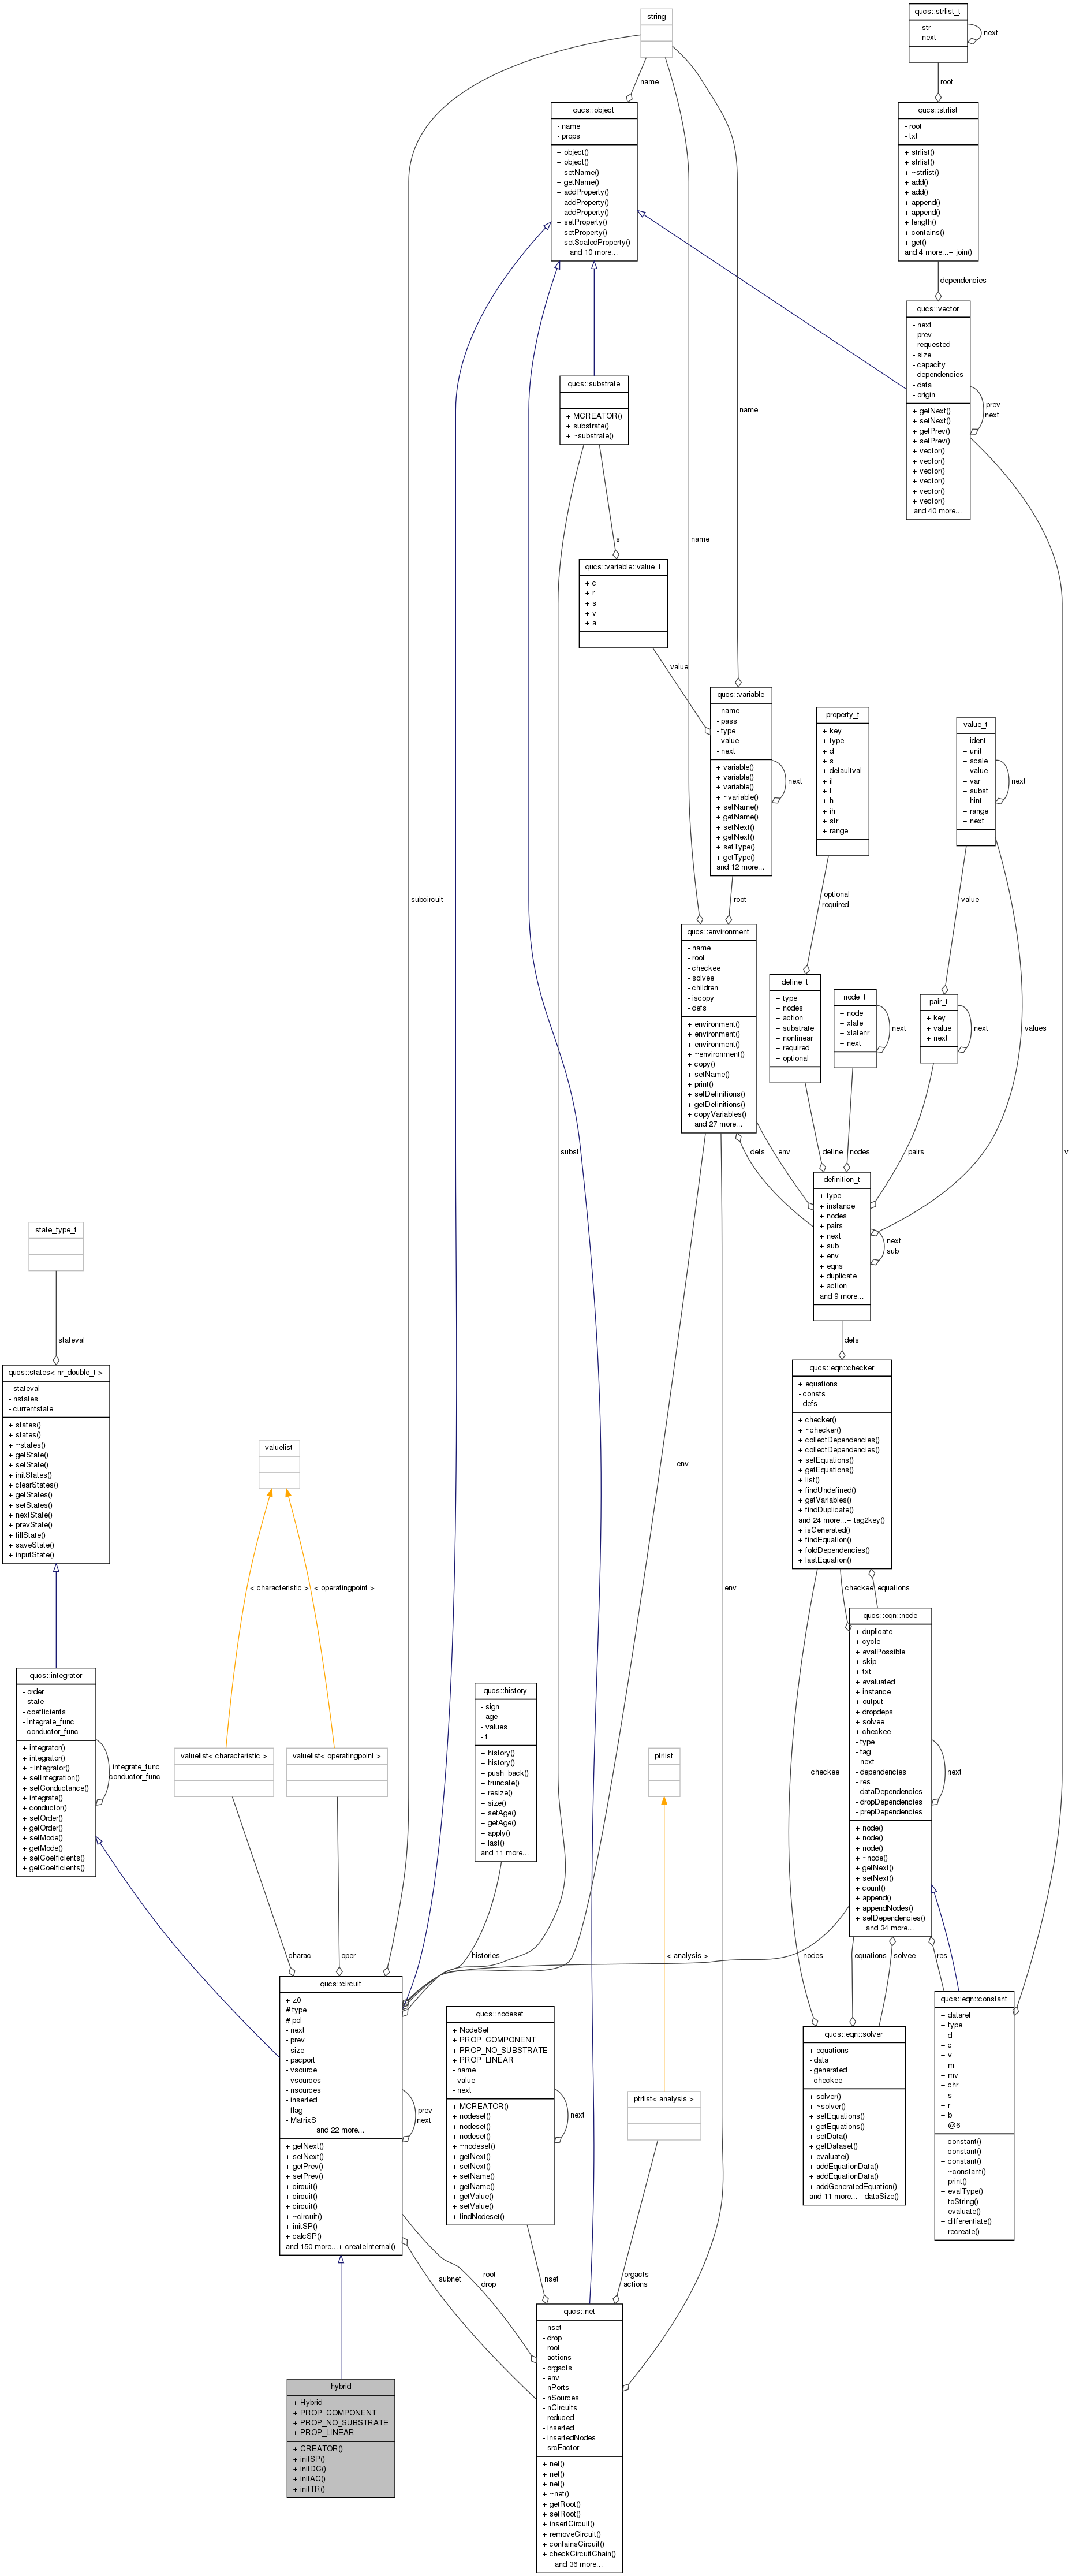 string
qucs::strlist_t
+ str
+ next
next
name
root
qucs::object
- name
- props
+ object()
+ object()
+ setName()
+ getName()
+ addProperty()
+ addProperty()
+ addProperty()
+ setProperty()
+ setProperty()
+ setScaledProperty()
and 10 more...
qucs::strlist
- root
- txt
+ strlist()
+ strlist()
+ ~strlist()
+ add()
+ add()
+ append()
+ append()
+ length()
+ contains()
+ get()
and 4 more...+ join()
dependencies
qucs::vector
- next
- prev
- requested
- size
- capacity
- dependencies
- data
- origin
+ getNext()
+ setNext()
+ getPrev()
+ setPrev()
+ vector()
+ vector()
+ vector()
+ vector()
+ vector()
+ vector()
and 40 more...
prev
next
qucs::substrate
+ MCREATOR()
+ substrate()
+ ~substrate()
name
name
s
qucs::variable::value_t
+ c
+ r
+ s
+ v
+ a
value
qucs::variable
- name
- pass
- type
- value
- next
+ variable()
+ variable()
+ variable()
+ ~variable()
+ setName()
+ getName()
+ setNext()
+ getNext()
+ setType()
+ getType()
and 12 more...
next
property_t
+ key
+ type
+ d
+ s
+ defaultval
+ il
+ l
+ h
+ ih
+ str
+ range
value_t
+ ident
+ unit
+ scale
+ value
+ var
+ subst
+ hint
+ range
+ next
next
subcircuit
root
optional
required
value
qucs::environment
- name
- root
- checkee
- solvee
- children
- iscopy
- defs
+ environment()
+ environment()
+ environment()
+ ~environment()
+ copy()
+ setName()
+ print()
+ setDefinitions()
+ getDefinitions()
+ copyVariables()
and 27 more...
define_t
+ type
+ nodes
+ action
+ substrate
+ nonlinear
+ required
+ optional
node_t
+ node
+ xlate
+ xlatenr
+ next
next
pair_t
+ key
+ value
+ next
next
values
subst
defs
env
define
nodes
pairs
v
definition_t
+ type
+ instance
+ nodes
+ pairs
+ next
+ sub
+ env
+ eqns
+ duplicate
+ action
and 9 more...
next
sub
state_type_t
stateval
defs
qucs::states< nr_double_t >
- stateval
- nstates
- currentstate
+ states()
+ states()
+ ~states()
+ getState()
+ setState()
+ initStates()
+ clearStates()
+ getStates()
+ setStates()
+ nextState()
+ prevState()
+ fillState()
+ saveState()
+ inputState()
qucs::eqn::checker
+ equations
- consts
- defs
+ checker()
+ ~checker()
+ collectDependencies()
+ collectDependencies()
+ setEquations()
+ getEquations()
+ list()
+ findUndefined()
+ getVariables()
+ findDuplicate()
and 24 more...+ tag2key()
+ isGenerated()
+ findEquation()
+ foldDependencies()
+ lastEquation()
valuelist
env
< characteristic >
< operatingpoint >
env
checkee
equations
qucs::eqn::node
+ duplicate
+ cycle
+ evalPossible
+ skip
+ txt
+ evaluated
+ instance
+ output
+ dropdeps
+ solvee
+ checkee
- type
- tag
- next
- dependencies
- res
- dataDependencies
- dropDependencies
- prepDependencies
+ node()
+ node()
+ node()
+ ~node()
+ getNext()
+ setNext()
+ count()
+ append()
+ appendNodes()
+ setDependencies()
and 34 more...
next
qucs::integrator
- order
- state
- coefficients
- integrate_func
- conductor_func
+ integrator()
+ integrator()
+ ~integrator()
+ setIntegration()
+ setConductance()
+ integrate()
+ conductor()
+ setOrder()
+ getOrder()
+ setMode()
+ getMode()
+ setCoefficients()
+ getCoefficients()
integrate_func
conductor_func
valuelist< characteristic >
valuelist< operatingpoint >
qucs::history
- sign
- age
- values
- t
+ history()
+ history()
+ push_back()
+ truncate()
+ resize()
+ size()
+ setAge()
+ getAge()
+ apply()
+ last()
and 11 more...
ptrlist
checkee
charac
oper
histories
< analysis >
nodes
equations
solvee
res
qucs::circuit
+ z0
# type
# pol
- next
- prev
- size
- pacport
- vsource
- vsources
- nsources
- inserted
- flag
- MatrixS
and 22 more...
+ getNext()
+ setNext()
+ getPrev()
+ setPrev()
+ circuit()
+ circuit()
+ circuit()
+ ~circuit()
+ initSP()
+ calcSP()
and 150 more...+ createInternal()
prev
next
qucs::nodeset
+ NodeSet
+ PROP_COMPONENT
+ PROP_NO_SUBSTRATE
+ PROP_LINEAR
- name
- value
- next
+ MCREATOR()
+ nodeset()
+ nodeset()
+ nodeset()
+ ~nodeset()
+ getNext()
+ setNext()
+ setName()
+ getName()
+ getValue()
+ setValue()
+ findNodeset()
next
ptrlist< analysis >
qucs::eqn::solver
+ equations
- data
- generated
- checkee
+ solver()
+ ~solver()
+ setEquations()
+ getEquations()
+ setData()
+ getDataset()
+ evaluate()
+ addEquationData()
+ addEquationData()
+ addGeneratedEquation()
and 11 more...+ dataSize()
qucs::eqn::constant
+ dataref
+ type
+ d
+ c
+ v
+ m
+ mv
+ chr
+ s
+ r
+ b
+ @6
+ constant()
+ constant()
+ constant()
+ ~constant()
+ print()
+ evalType()
+ toString()
+ evaluate()
+ differentiate()
+ recreate()
subnet
root
drop
nset
orgacts
actions
qucs::net
- nset
- drop
- root
- actions
- orgacts
- env
- nPorts
- nSources
- nCircuits
- reduced
- inserted
- insertedNodes
- srcFactor
+ net()
+ net()
+ net()
+ ~net()
+ getRoot()
+ setRoot()
+ insertCircuit()
+ removeCircuit()
+ containsCircuit()
+ checkCircuitChain()
and 36 more...
hybrid
+ Hybrid
+ PROP_COMPONENT
+ PROP_NO_SUBSTRATE
+ PROP_LINEAR
+ CREATOR()
+ initSP()
+ initDC()
+ initAC()
+ initTR()